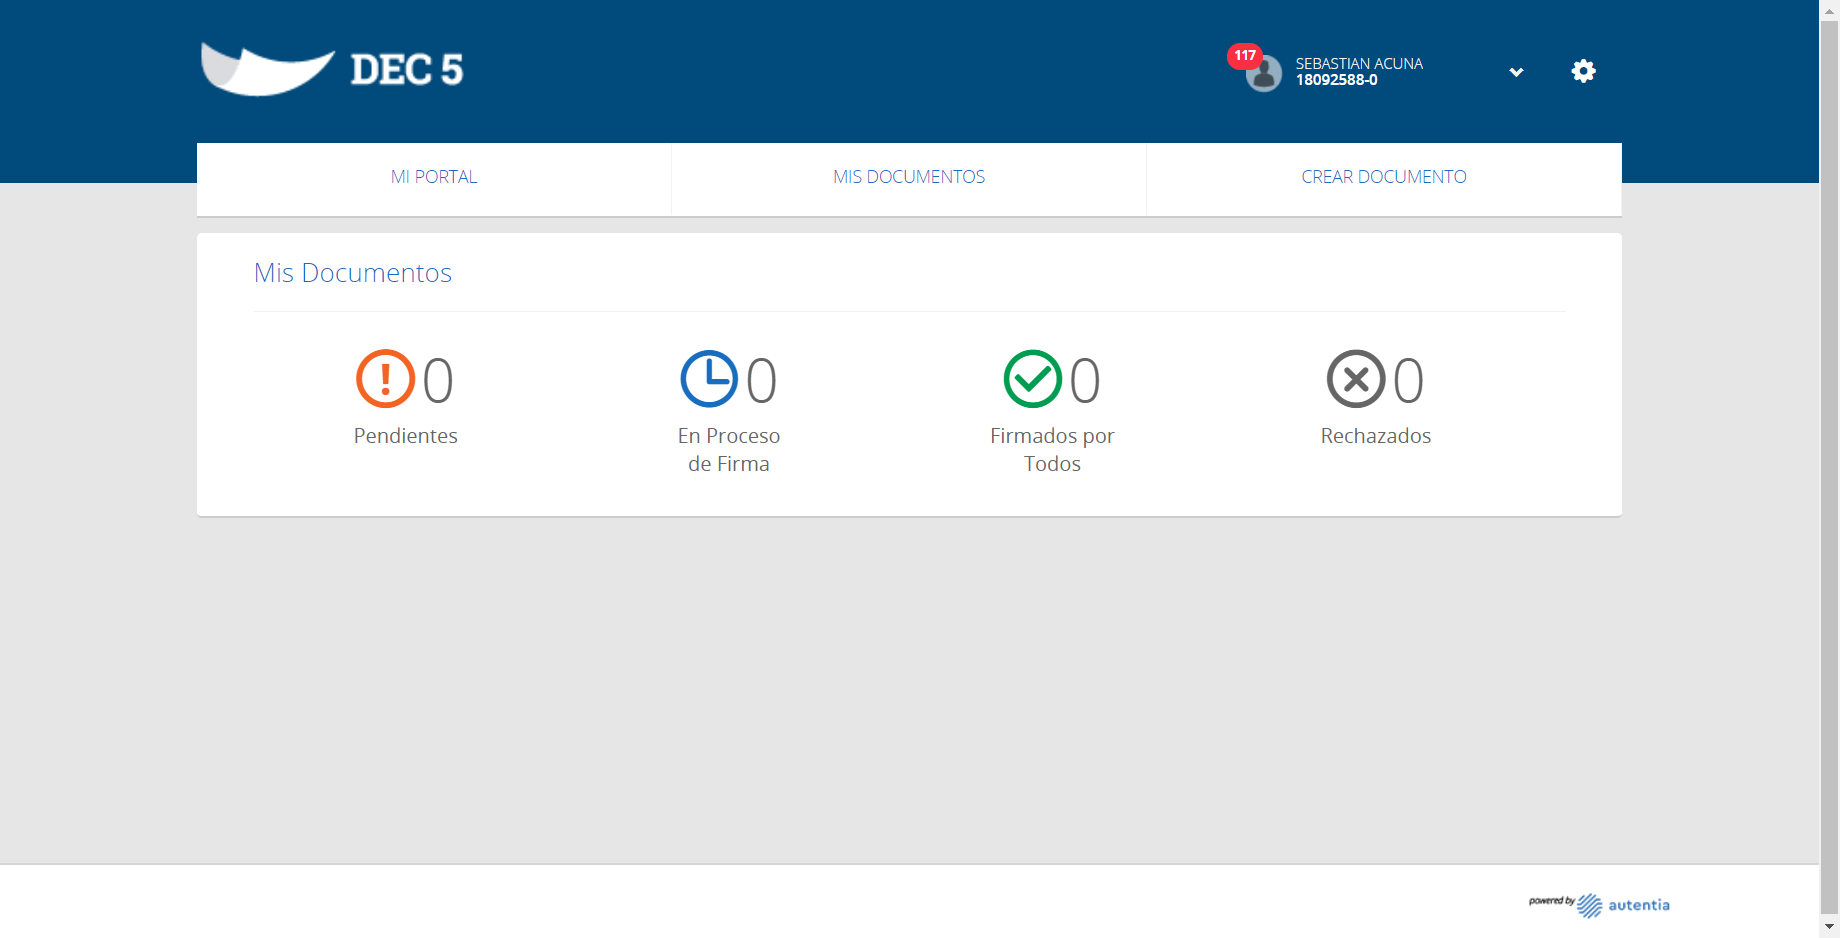 DEC 5
117
SEBASTIAN ACUNA
18092588-0
MI PORTAL
MIS DOCUMENTOS
CREAR DOCUMENTO
Mis Documentos
0
Pendientes
0
En Proceso
de Firma
0
Firmados por
Todos
0
Rechazados
powered by autentia